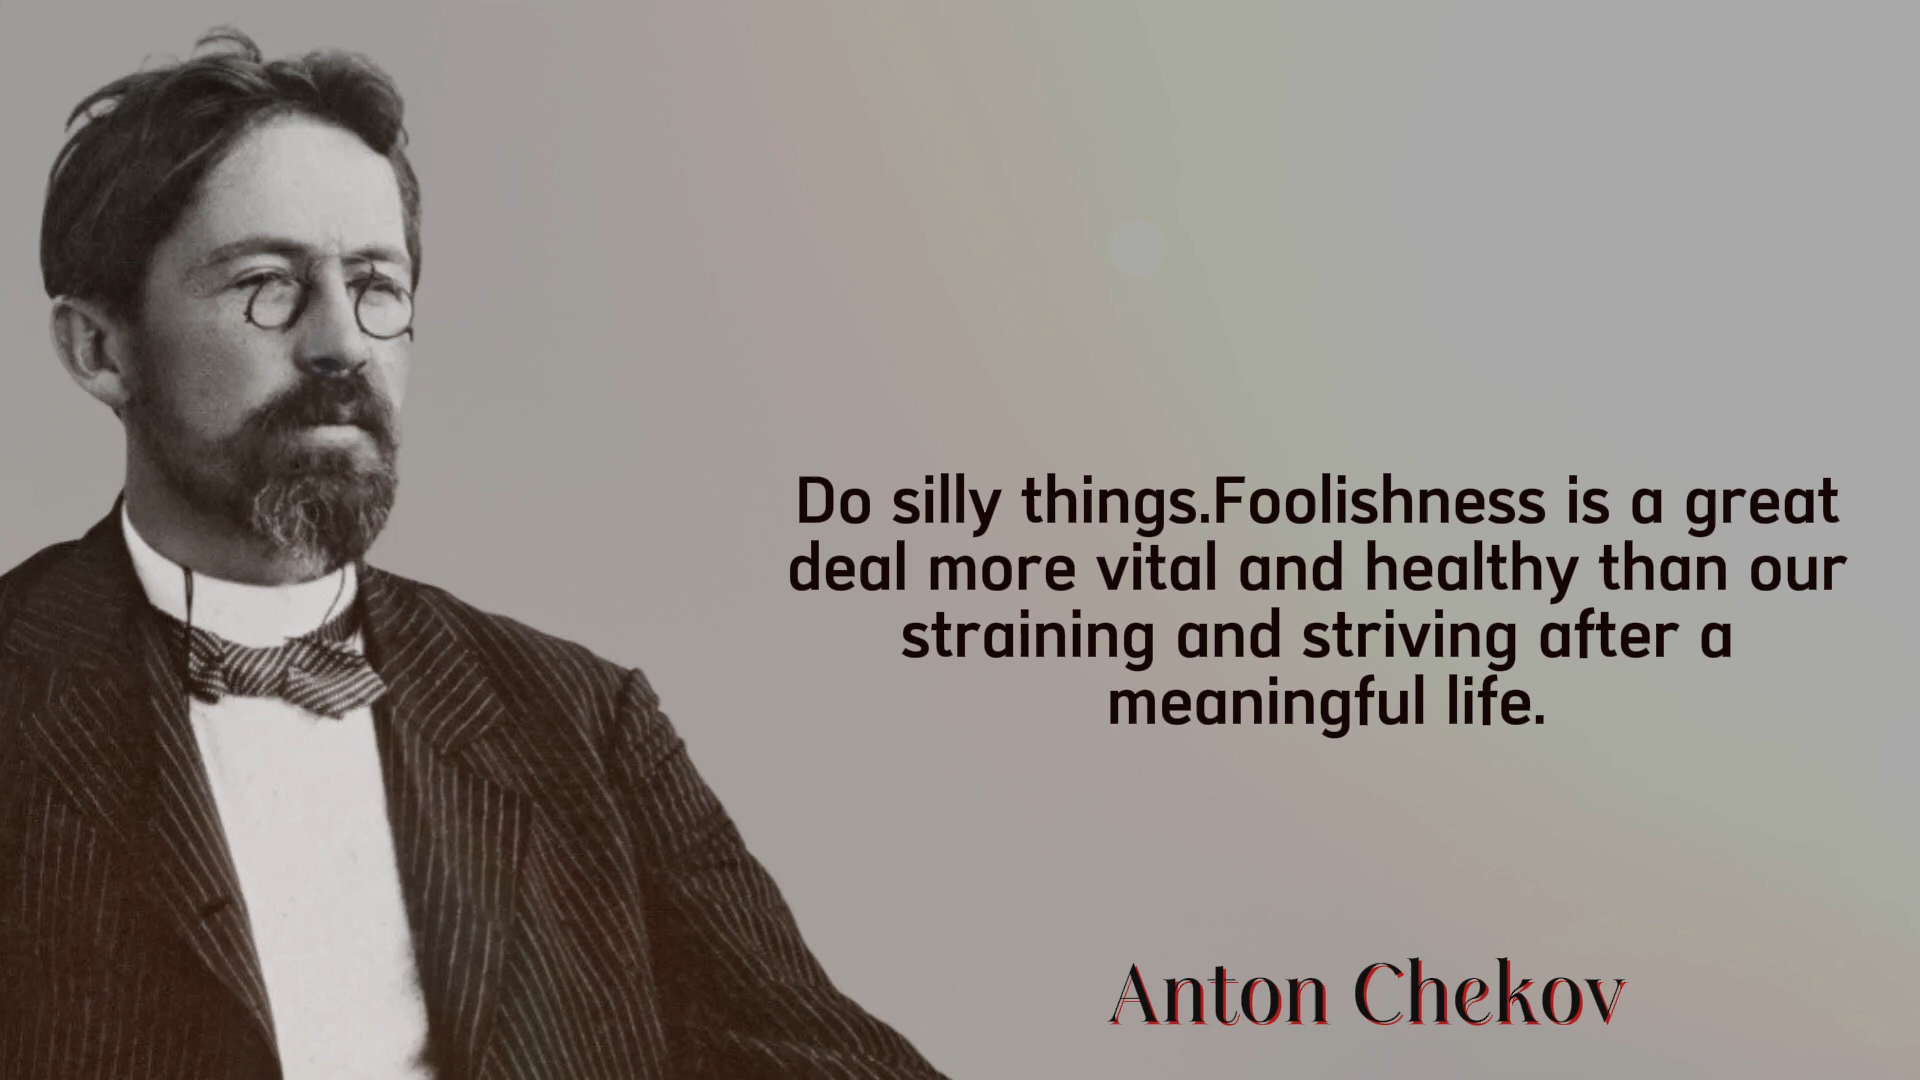 Do silly things.Foolishness is a great
deal more vital and healthy than our
straining and striving after a
meaningful life.
Anton Chekov